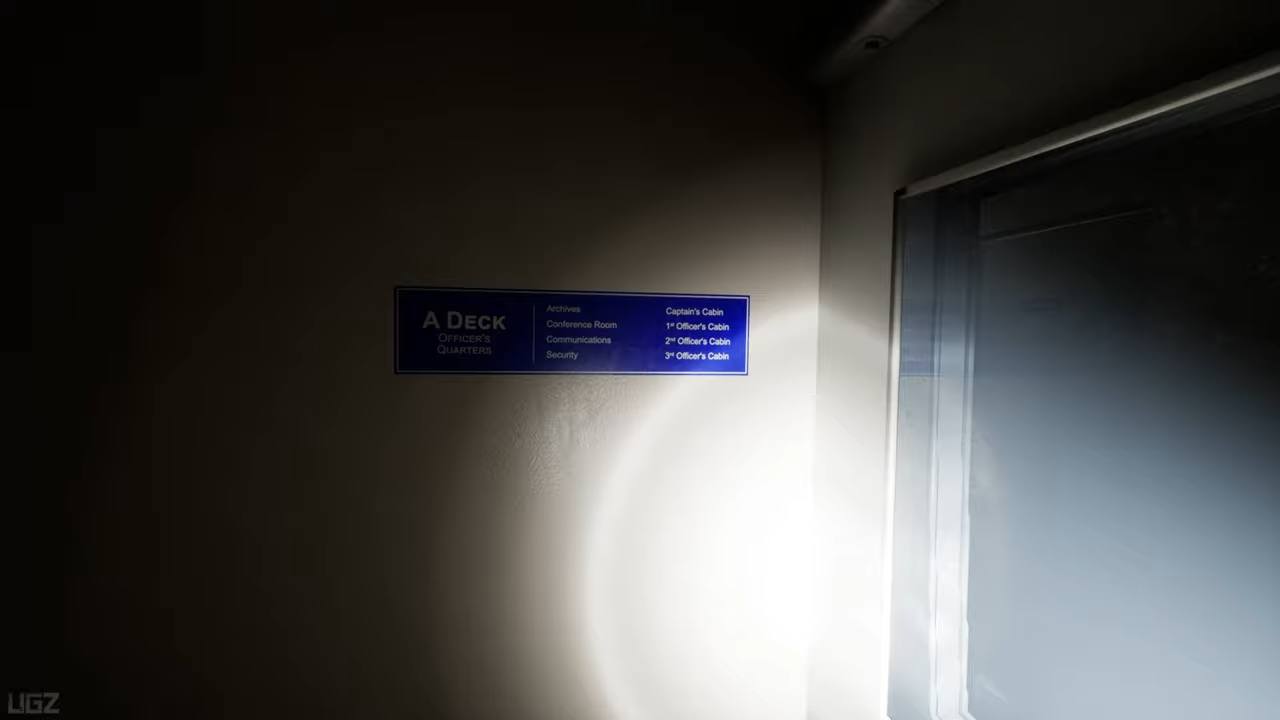 A DECK
OFFICER'S
QUARTERS
Archives
Conference Room
Communications
Security
Captain's Cabin
1st Officer's Cabin
2nd Officer's Cabin
3rd Officer's Cabin
UGZ